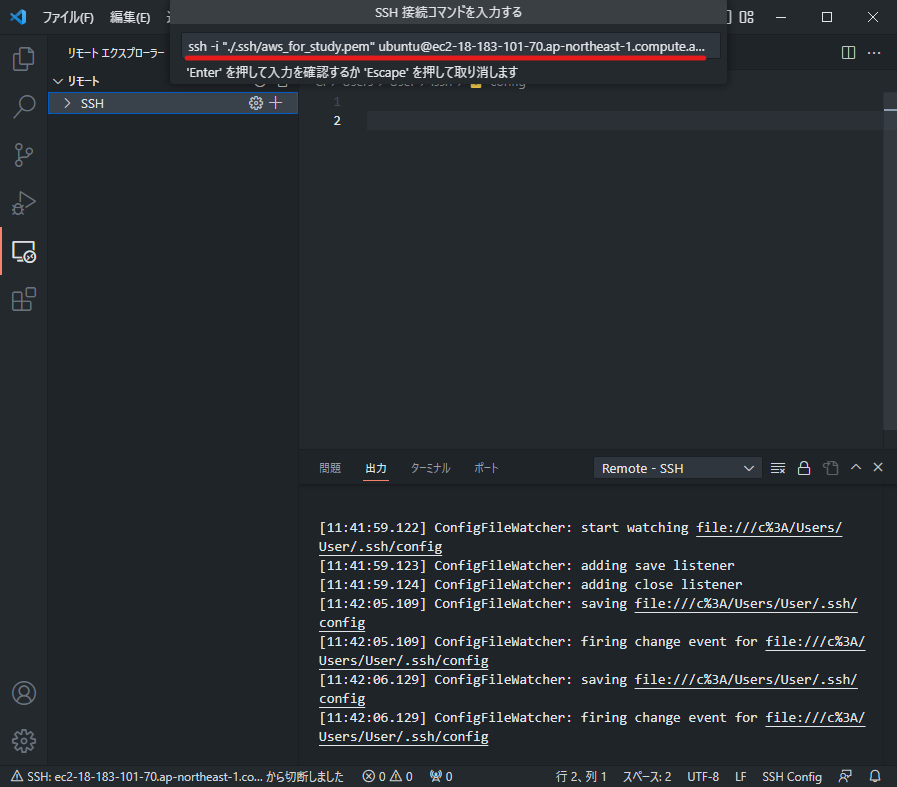 ファイル(F) 編集(E)
SSH 接続コマンドを入力する
ssh -i "./.ssh/aws_for_study.pem" ubuntu@ec2-18-183-101-70.ap-northeast-1.compute.a...
'Enter' を押して入力を確認するか 'Escape' を押して取り消します
リモート エクスプローラー
リモート
SSH
1
2
問題 出力 ターミナル ポート
Remote - SSH
[11:41:59.122] ConfigFileWatcher: start watching file:///c%3A/Users/
User/.ssh/config
[11:41:59.123] ConfigFileWatcher: adding save listener
[11:41:59.124] ConfigFileWatcher: adding close listener
[11:42:05.109] ConfigFileWatcher: saving file:///c%3A/Users/User/.ssh/
config
[11:42:05.109] ConfigFileWatcher: firing change event for file:///c%3A/
Users/User/.ssh/config
[11:42:06.129] ConfigFileWatcher: saving file:///c%3A/Users/User/.ssh/
config
[11:42:06.129] ConfigFileWatcher: firing change event for file:///c%3A/
Users/User/.ssh/config
SSH: ec2-18-183-101-70.ap-northeast-1.co... から切断しました 0 0 0 行 2、列 1 スペース: 2 UTF-8 LF SSH Config